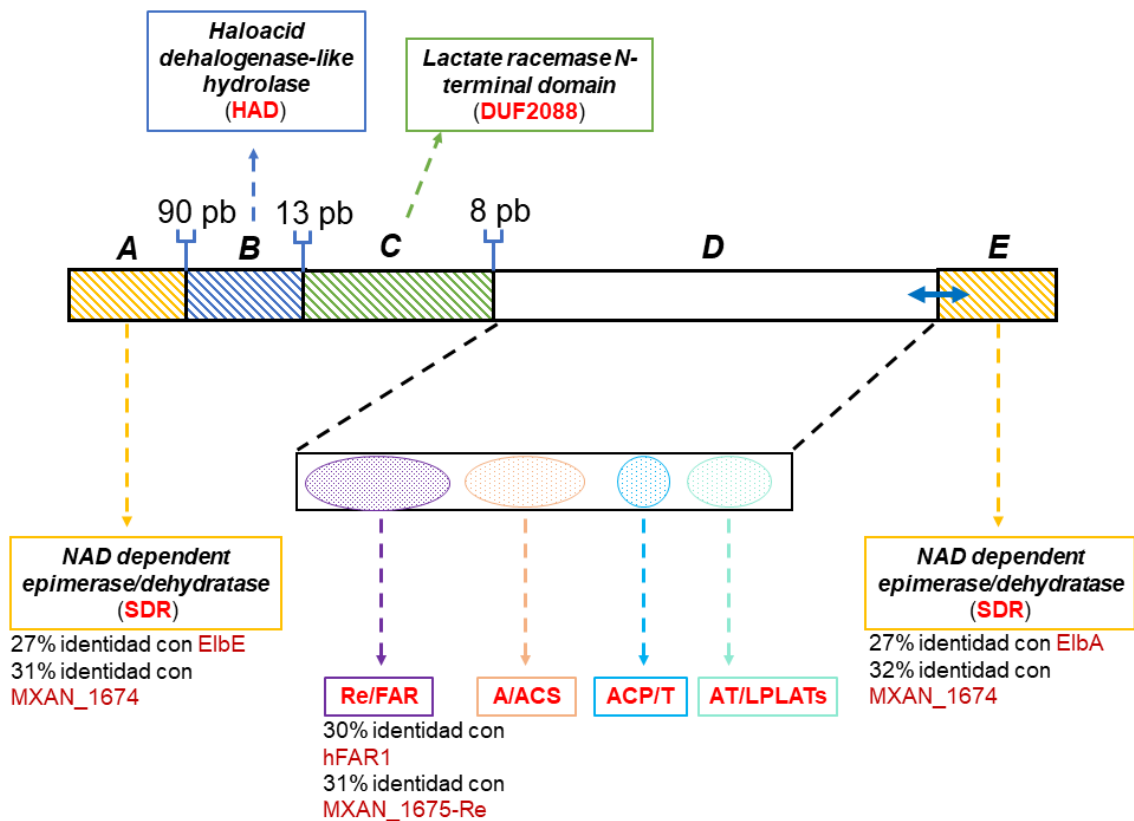 Haloacid
dehalogenase-like
hydrolase
(HAD)
Lactate racemase N-
terminal domain
(DUF2088)
90 pb
13 pb
8 pb
A
B
C
D
E
NAD dependent
epimerase/dehydratase
(SDR)
27% identidad con ElbE
31% identidad con
MXAN_1674
Re/FAR
30% identidad con
hFAR1
31% identidad con
MXAN_1675-Re
A/ACS
ACP/T
AT/LPLATs
NAD dependent
epimerase/dehydratase
(SDR)
27% identidad con ElbA
32% identidad con
MXAN_1674